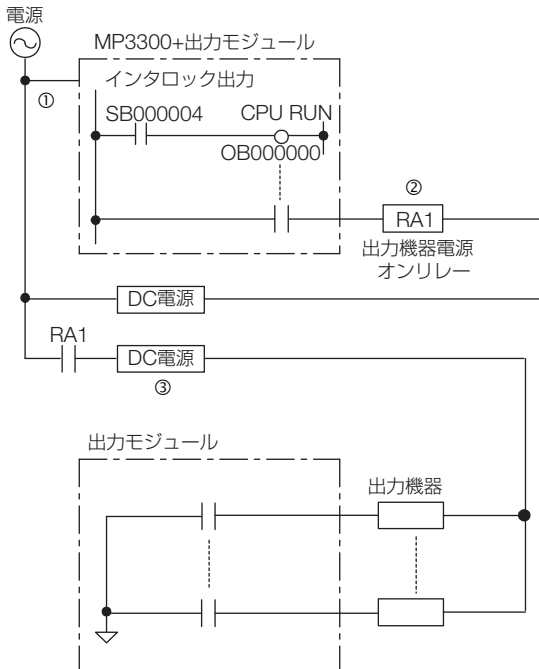 電源
MP3300+出力モジュール
インタロック出力
①
SB000004 CPU RUN
OB000000
②
RA1
出力機器電源
オンリレー
DC電源
RA1
DC電源
③
出力モジュール
出力機器